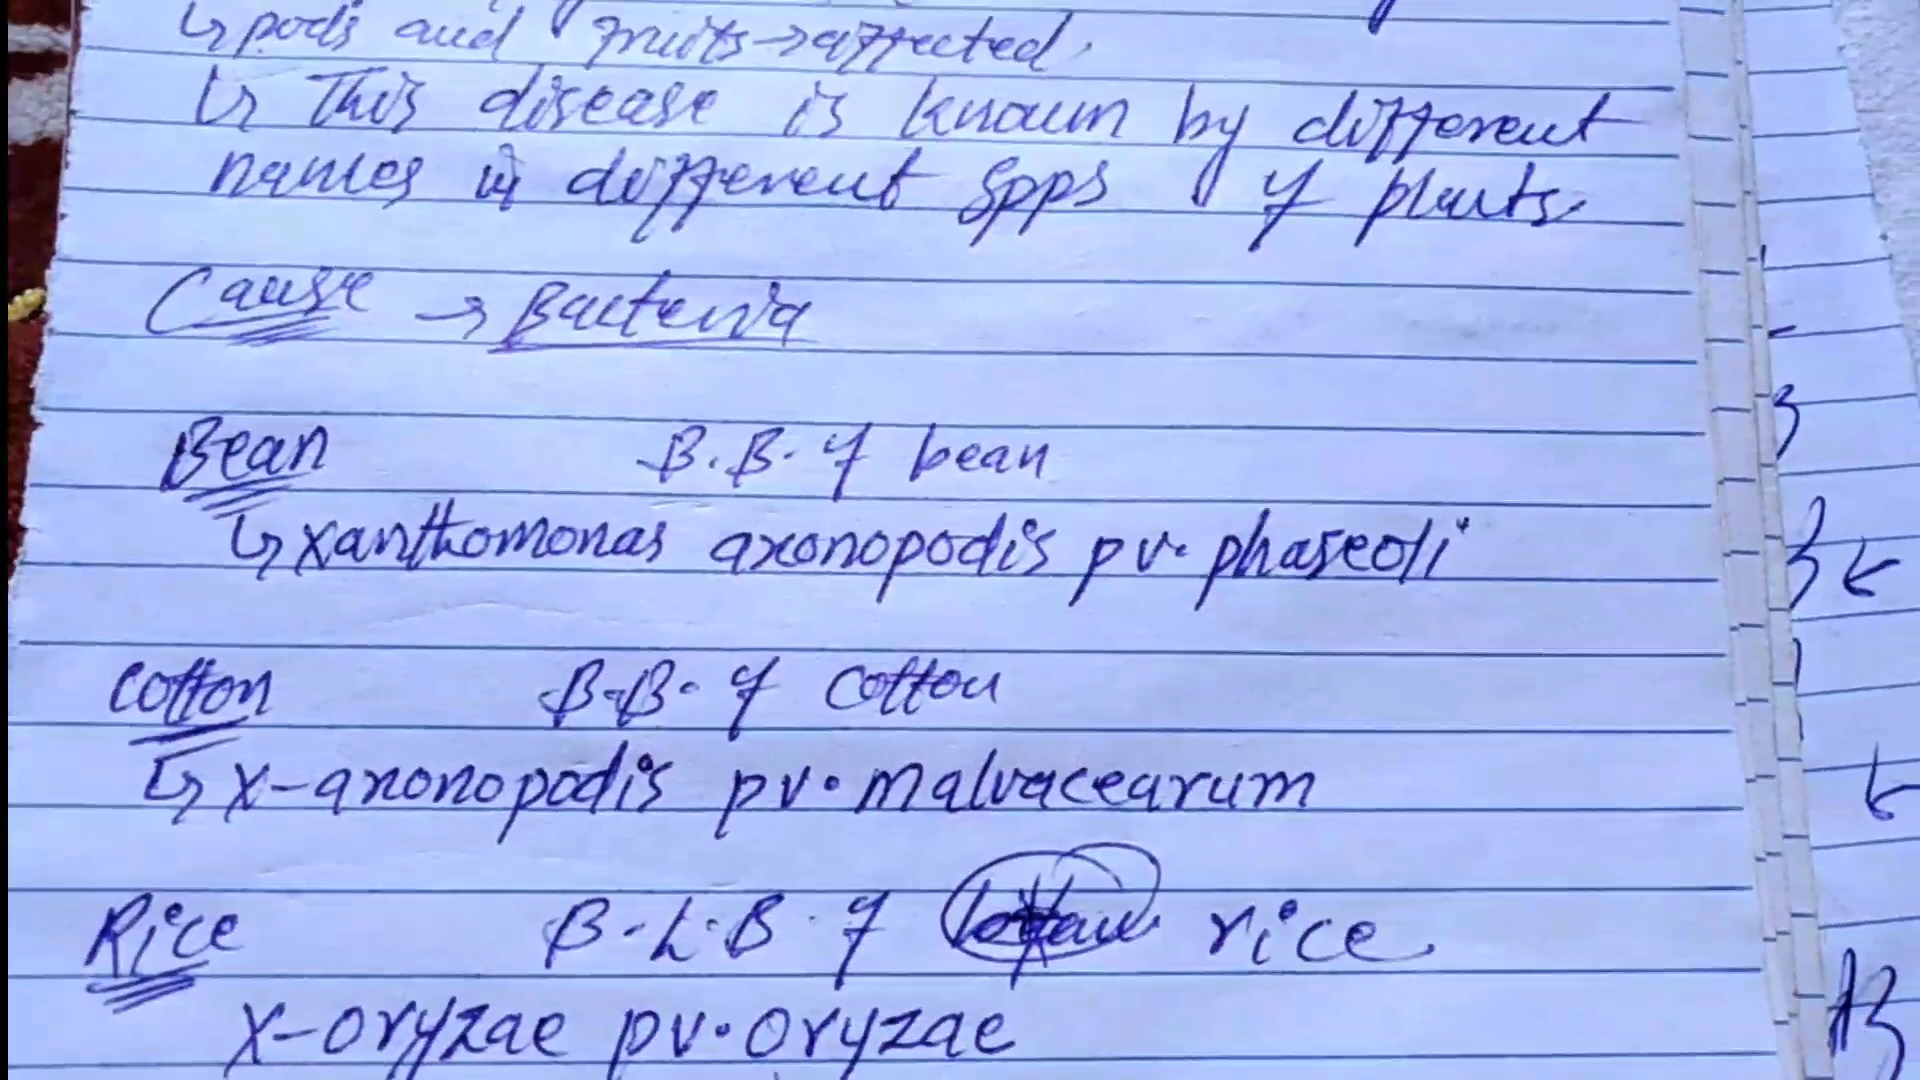 ↳ pods and fruits → affected.
↳ This disease is known by different
names in different spps of plants
Cause → Bacteria
Bean B.B. of bean
↳ xanthomonas axonopodis pv. phaseoli
Cotton B-B. of Cotton
↳ X-axonopodis pv. malvacearum
Rice B-L.B. of rice
X-oryzae pv. oryzae